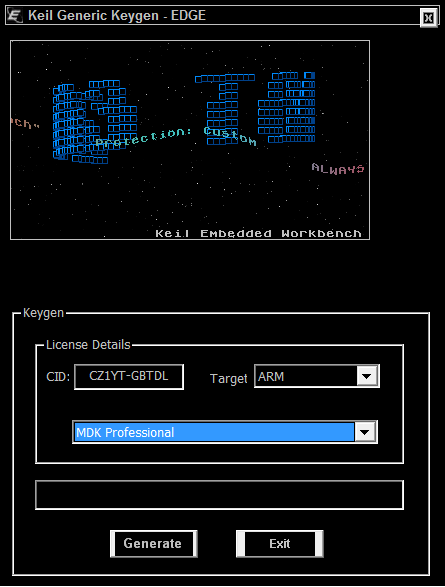 Keil Generic Keygen - EDGE
ch"
Protection: Custom
ALWAYS
Keil Embedded Workbench
Keygen
License Details
CID: CZ1YT-GBTDL Target ARM
MDK Professional
Generate Exit